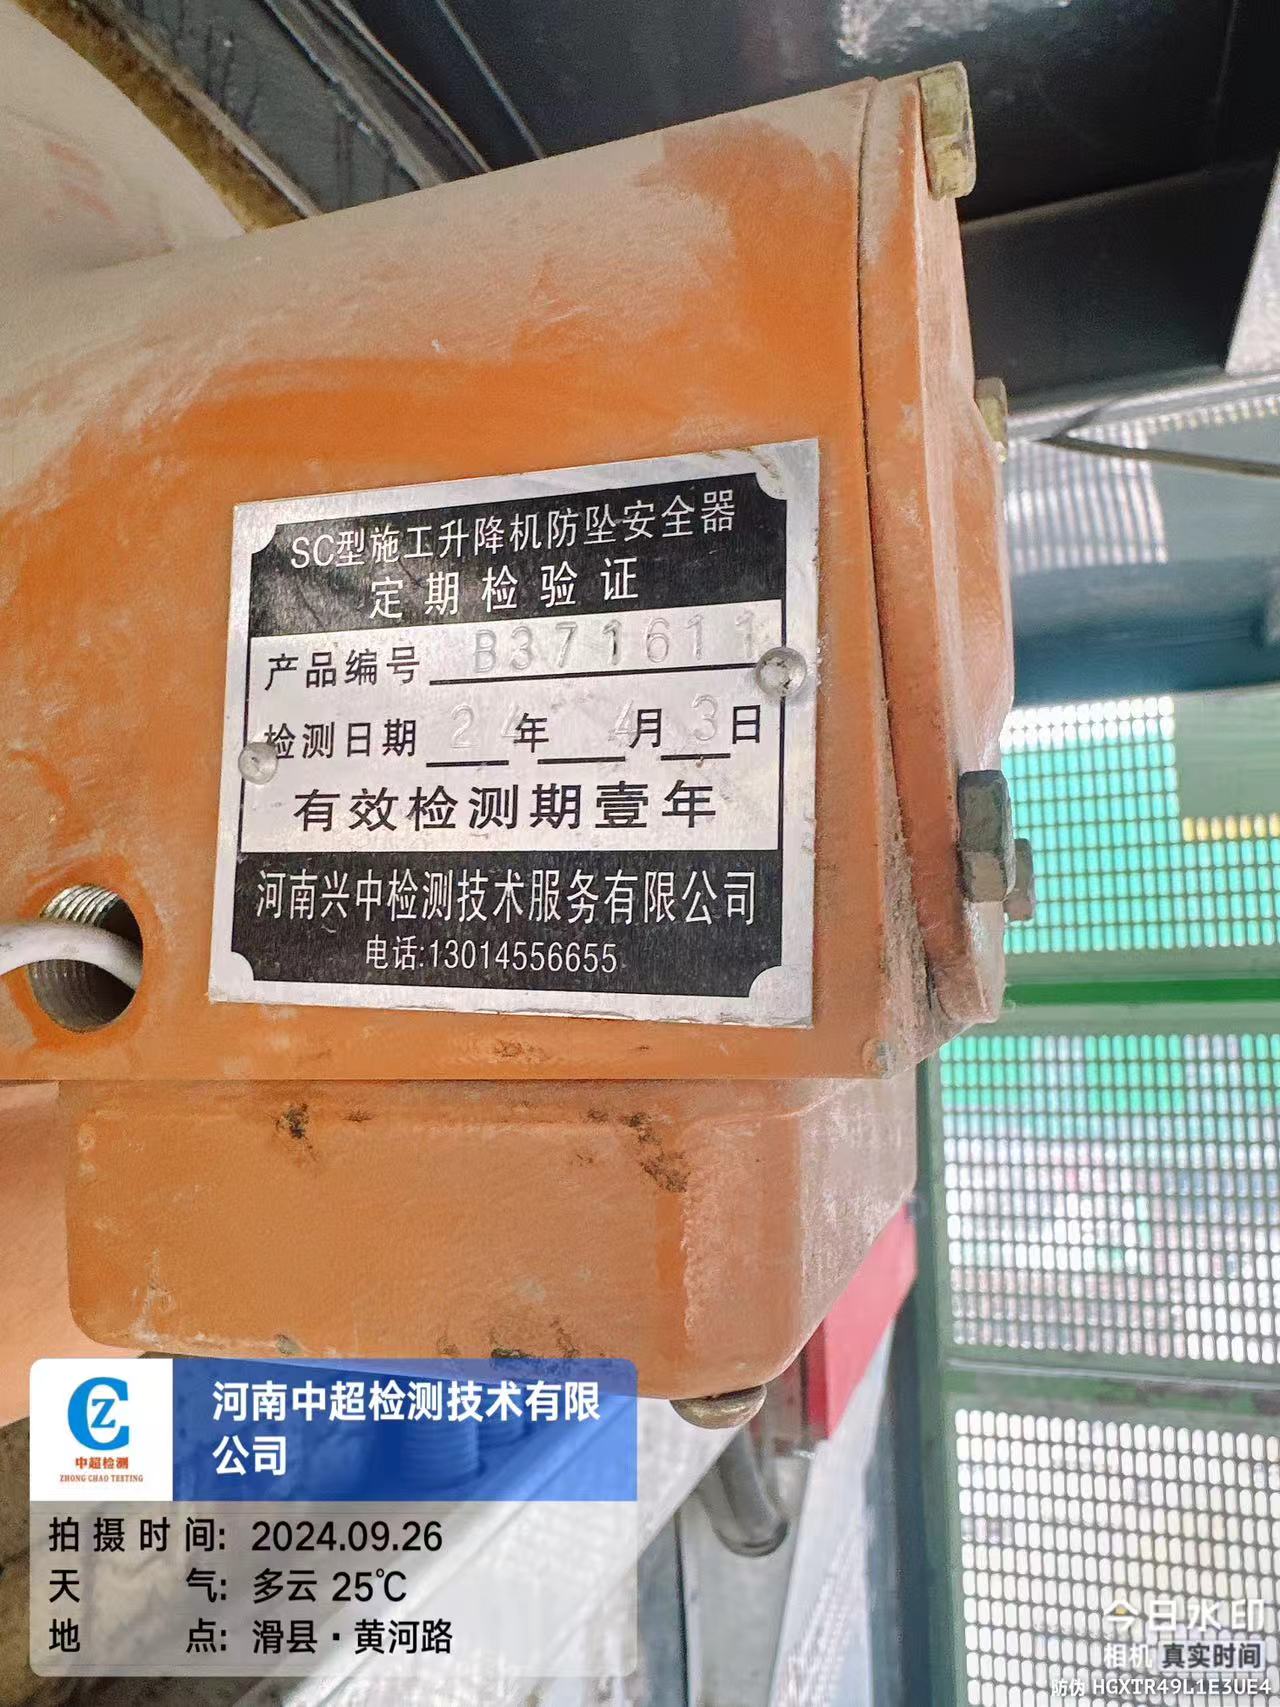 SC型施工升降机防坠安全器
定期检验证
产品编号 B371611
检测日期 24年 4月 3日
有效检测期壹年
河南兴中检测技术服务有限公司
电话:13014556655
CZ
中超检测
ZHONG CHAO TESTING
河南中超检测技术有限
公司
拍摄时间: 2024.09.26
天 气: 多云 25℃
地 点: 滑县·黄河路
今日水印
相机 真实时间
防伪 HGXTR49L1E3UE4